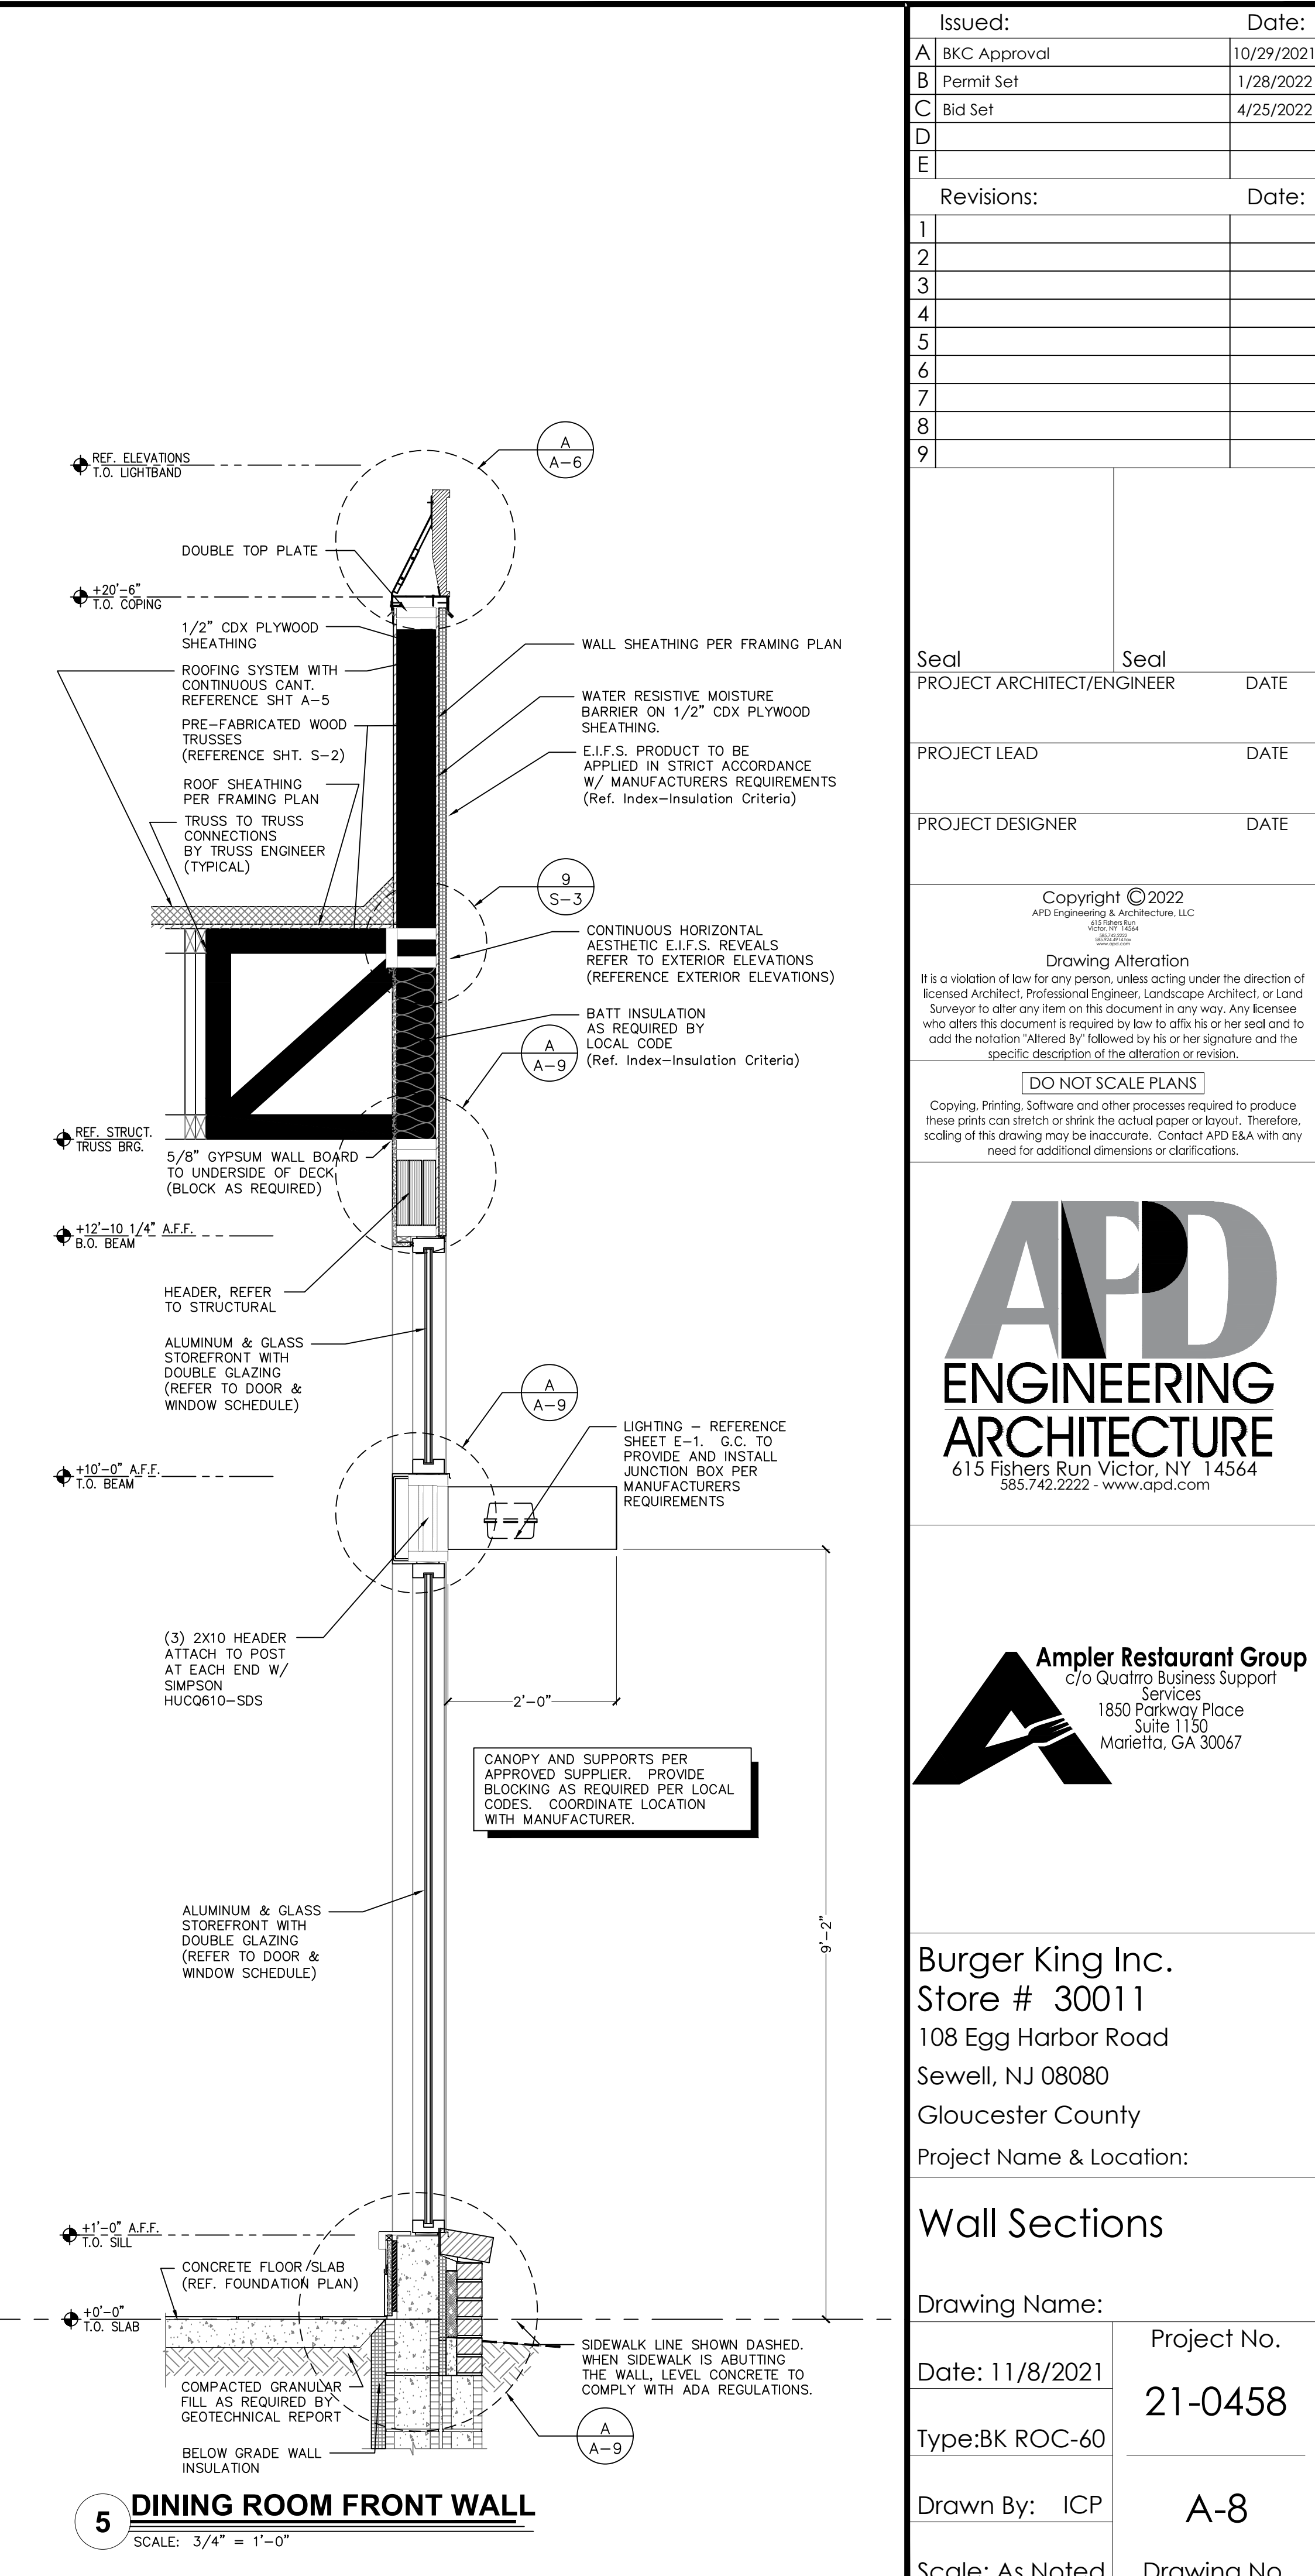 REF. ELEVATIONS
T.O. LIGHTBAND
A
A-6
DOUBLE TOP PLATE
+20'-6"
T.O. COPING
1/2" CDX PLYWOOD
SHEATHING
ROOFING SYSTEM WITH
CONTINUOUS CANT.
REFERENCE SHT A-5
PRE-FABRICATED WOOD
TRUSSES
(REFERENCE SHT. S-2)
ROOF SHEATHING
PER FRAMING PLAN
TRUSS TO TRUSS
CONNECTIONS
BY TRUSS ENGINEER
(TYPICAL)
WALL SHEATHING PER FRAMING PLAN
WATER RESISTIVE MOISTURE
BARRIER ON 1/2" CDX PLYWOOD
SHEATHING.
E.I.F.S. PRODUCT TO BE
APPLIED IN STRICT ACCORDANCE
W/ MANUFACTURERS REQUIREMENTS
(Ref. Index-Insulation Criteria)
9
S-3
CONTINUOUS HORIZONTAL
AESTHETIC E.I.F.S. REVEALS
REFER TO EXTERIOR ELEVATIONS
(REFERENCE EXTERIOR ELEVATIONS)
BATT INSULATION
AS REQUIRED BY
LOCAL CODE
(Ref. Index-Insulation Criteria)
A
A-9
REF. STRUCT.
TRUSS BRG.
5/8" GYPSUM WALL BOARD
TO UNDERSIDE OF DECK
(BLOCK AS REQUIRED)
+12'-10 1/4" A.F.F.
B.O. BEAM
HEADER, REFER
TO STRUCTURAL
ALUMINUM & GLASS
STOREFRONT WITH
DOUBLE GLAZING
(REFER TO DOOR &
WINDOW SCHEDULE)
A
A-9
LIGHTING - REFERENCE
SHEET E-1. G.C. TO
PROVIDE AND INSTALL
JUNCTION BOX PER
MANUFACTURERS
REQUIREMENTS
+10'-0" A.F.F.
T.O. BEAM
(3) 2X10 HEADER
ATTACH TO POST
AT EACH END W/
SIMPSON
HUCQ610-SDS
2'-0"
CANOPY AND SUPPORTS PER
APPROVED SUPPLIER. PROVIDE
BLOCKING AS REQUIRED PER LOCAL
CODES. COORDINATE LOCATION
WITH MANUFACTURER.
ALUMINUM & GLASS
STOREFRONT WITH
DOUBLE GLAZING
(REFER TO DOOR &
WINDOW SCHEDULE)
9'-2"
+1'-0" A.F.F.
T.O. SILL
CONCRETE FLOOR/SLAB
(REF. FOUNDATION PLAN)
+0'-0"
T.O. SLAB
SIDEWALK LINE SHOWN DASHED.
WHEN SIDEWALK IS ABUTTING
THE WALL, LEVEL CONCRETE TO
COMPLY WITH ADA REGULATIONS.
COMPACTED GRANULAR
FILL AS REQUIRED BY
GEOTECHNICAL REPORT
A
A-9
BELOW GRADE WALL
INSULATION
5 DINING ROOM FRONT WALL
SCALE: 3/4" = 1'-0"
Issued: Date:
A BKC Approval 10/29/2021
B Permit Set 1/28/2022
C Bid Set 4/25/2022
D
E
Revisions: Date:
1
2
3
4
5
6
7
8
9
Seal Seal
PROJECT ARCHITECT/ENGINEER DATE
PROJECT LEAD DATE
PROJECT DESIGNER DATE
Copyright © 2022
APD Engineering & Architecture, LLC
615 Fishers Run
Victor, NY 14564
585.742.2222
585.924.4914 fax
www.apd.com
Drawing Alteration
It is a violation of law for any person, unless acting under the direction of
licensed Architect, Professional Engineer, Landscape Architect, or Land
Surveyor to alter any item on this document in any way. Any licensee
who alters this document is required by law to affix his or her seal and to
add the notation "Altered By" followed by his or her signature and the
specific description of the alteration or revision.
DO NOT SCALE PLANS
Copying, Printing, Software and other processes required to produce
these prints can stretch or shrink the actual paper or layout. Therefore,
scaling of this drawing may be inaccurate. Contact APD E&A with any
need for additional dimensions or clarifications.
APD
ENGINEERING
ARCHITECTURE
615 Fishers Run Victor, NY 14564
585.742.2222 - www.apd.com
Ampler Restaurant Group
c/o Quatrro Business Support
Services
1850 Parkway Place
Suite 1150
Marietta, GA 30067
Burger King Inc.
Store # 30011
108 Egg Harbor Road
Sewell, NJ 08080
Gloucester County
Project Name & Location:
Wall Sections
Drawing Name:
Project No.
Date: 11/8/2021
21-0458
Type:BK ROC-60
Drawn By: ICP
A-8
Scale: As Noted
Drawing No.